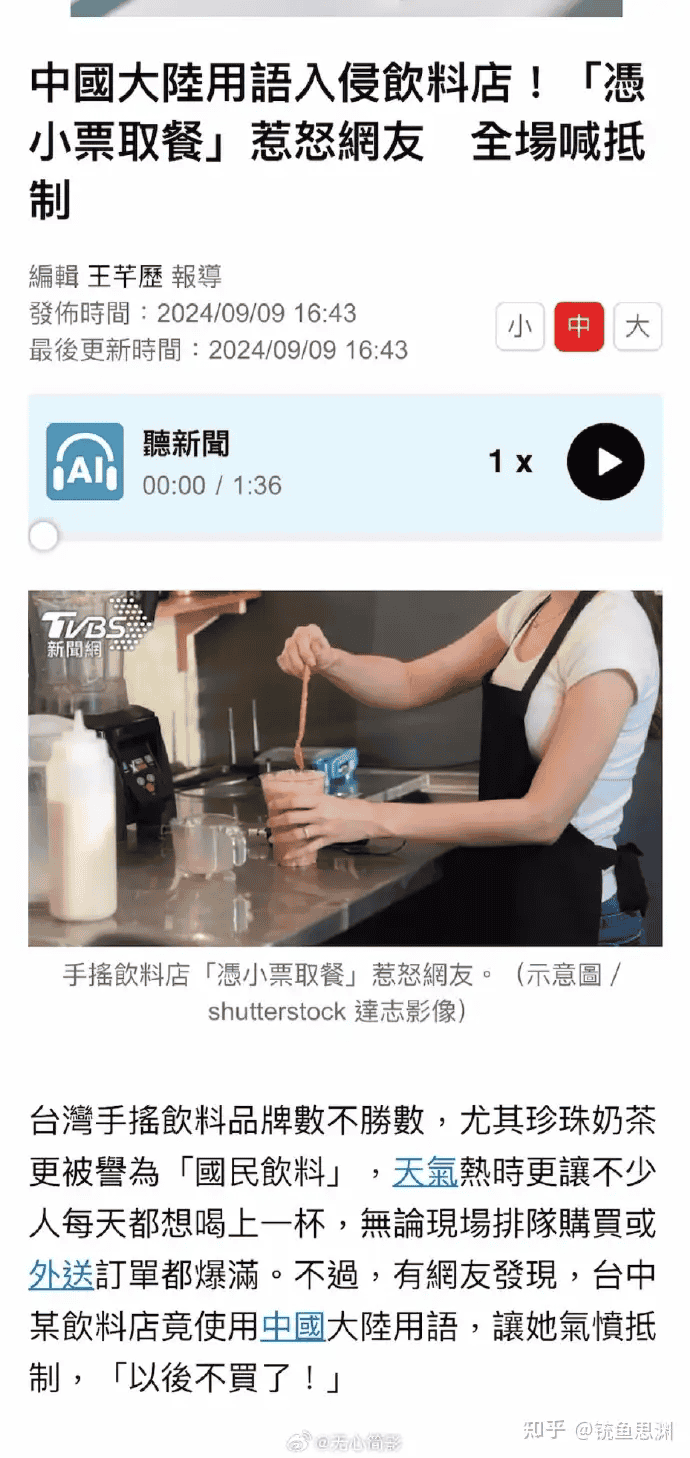 中國大陸用語入侵飲料店！「憑
小票取餐」惹怒網友　全場喊抵
制
編輯 王芊歷 報導
發佈時間：2024/09/09 16:43
最後更新時間：2024/09/09 16:43
小 中 大
AI
聽新聞
00:00 / 1:36
1 x
TVBS
新聞網
手搖飲料店「憑小票取餐」惹怒網友。（示意圖 /
shutterstock 達志影像）
台灣手搖飲料品牌數不勝數，尤其珍珠奶茶
更被譽為「國民飲料」，天氣熱時更讓不少
人每天都想喝上一杯，無論現場排隊購買或
外送訂單都爆滿。不過，有網友發現，台中
某飲料店竟使用中國大陸用語，讓她氣憤抵
制，「以後不買了！」
@无心简影
知乎 @铳鱼思渊